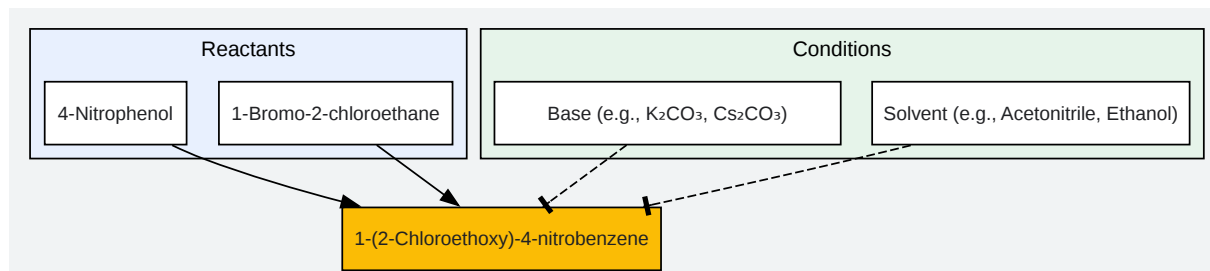 Reactants
4-Nitrophenol
1-Bromo-2-chloroethane
Conditions
Base (e.g., K₂CO₃, Cs₂CO₃)
Solvent (e.g., Acetonitrile, Ethanol)
1-(2-Chloroethoxy)-4-nitrobenzene